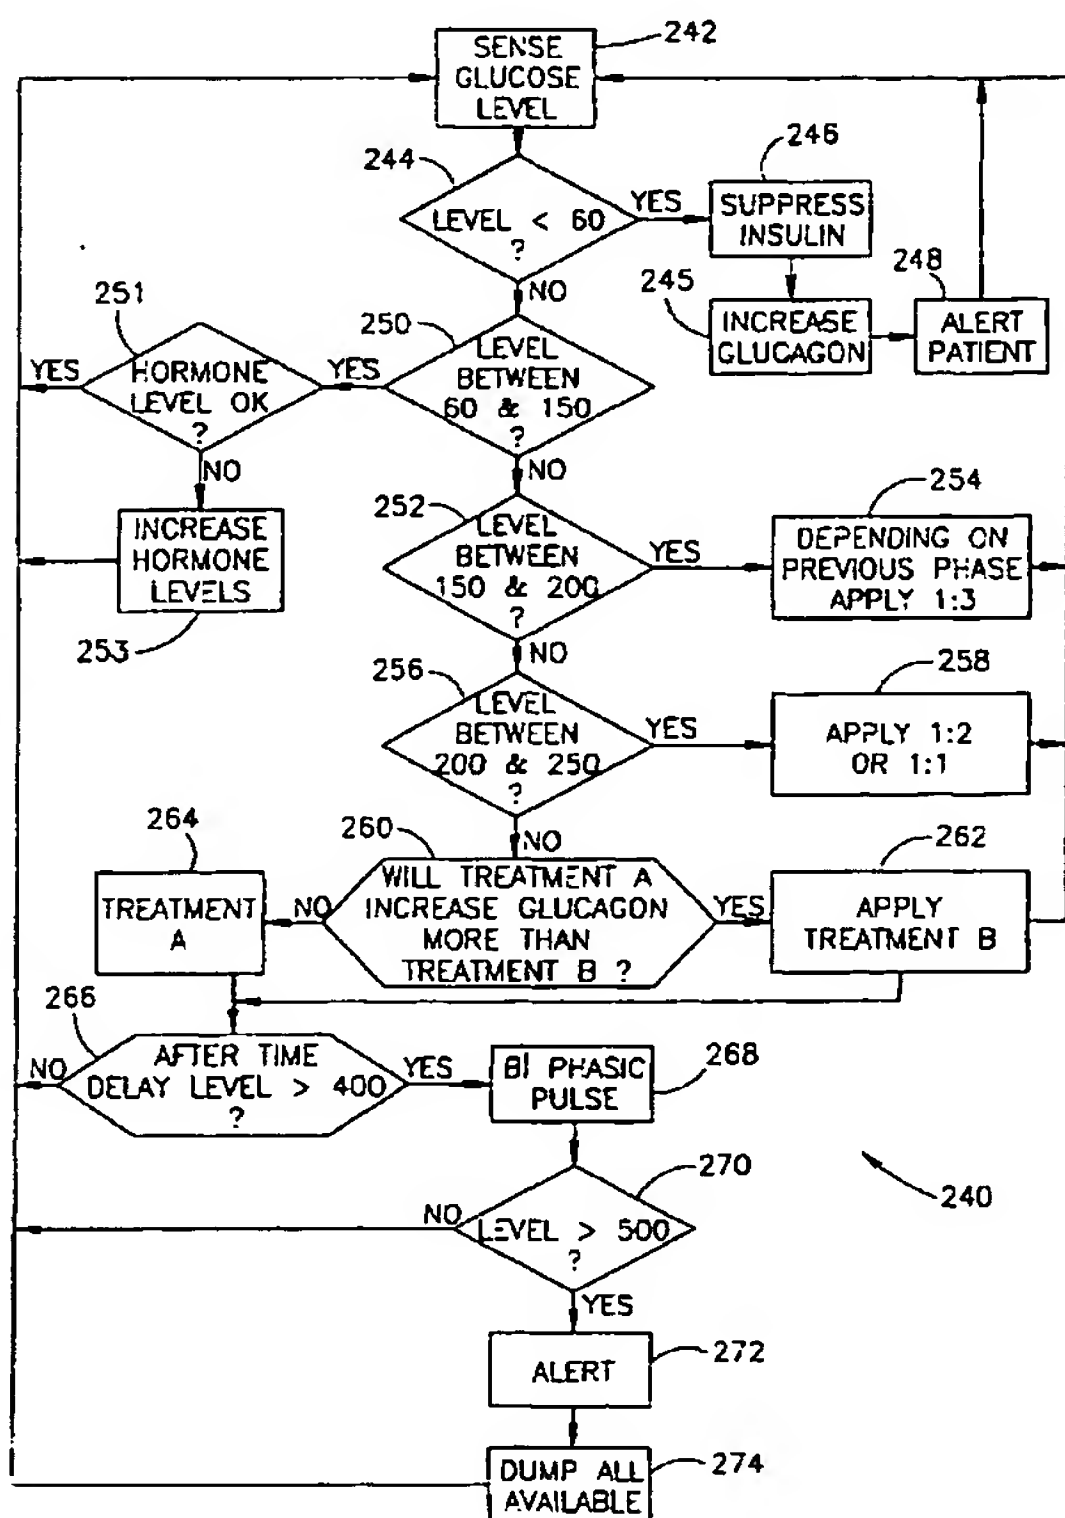 SENSE
GLUCOSE
LEVEL
242
244
LEVEL < 60
?
YES
246
SUPPRESS
INSULIN
245
INCREASE
GLUCAGON
248
ALERT
PATIENT
NO
250
LEVEL
BETWEEN
60 & 150
?
YES
251
HORMONE
LEVEL OK
?
YES
NO
INCREASE
HORMONE
LEVELS
253
NO
252
LEVEL
BETWEEN
150 & 200
?
YES
254
DEPENDING ON
PREVIOUS PHASE
APPLY 1:3
NO
256
LEVEL
BETWEEN
200 & 250
?
YES
258
APPLY 1:2
OR 1:1
NO
260
WILL TREATMENT A
INCREASE GLUCAGON
MORE THAN
TREATMENT B ?
NO
264
TREATMENT
A
YES
262
APPLY
TREATMENT B
266
AFTER TIME
DELAY LEVEL > 400
?
NO
YES
BI PHASIC
PULSE
268
270
LEVEL > 500
?
NO
240
YES
ALERT
272
DUMP ALL
AVAILABLE
274